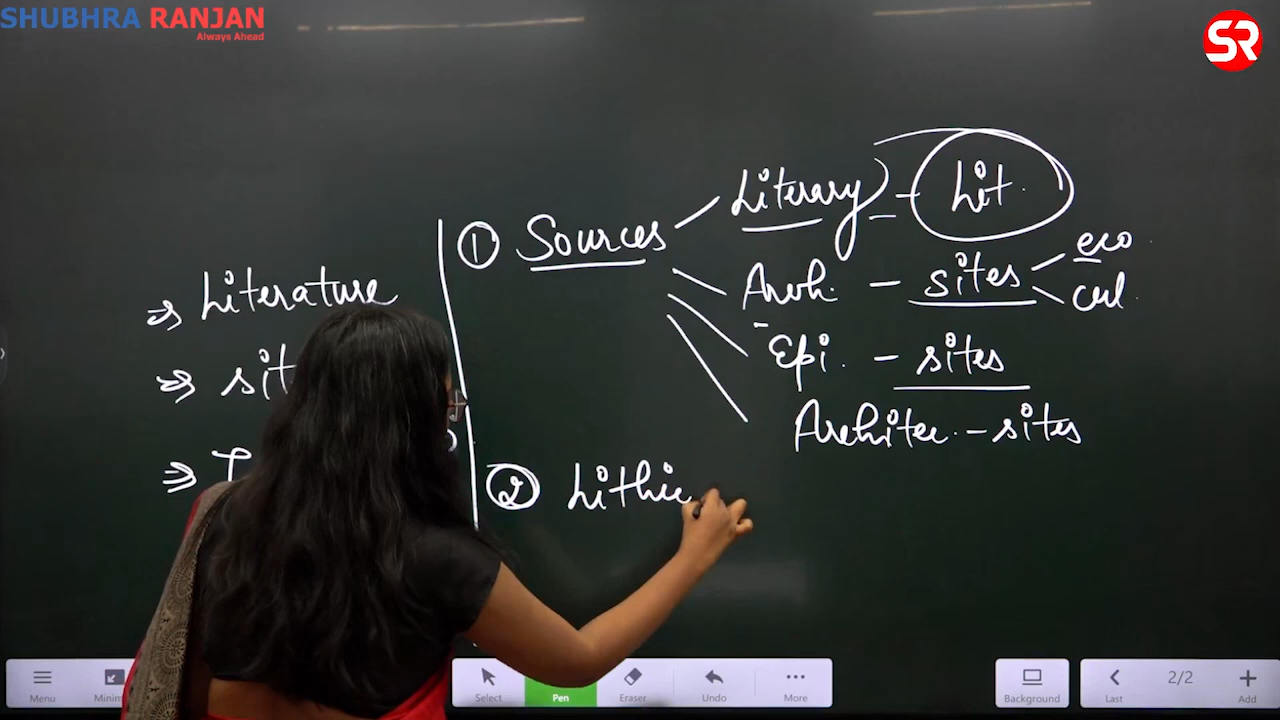 SHUBHRA RANJAN
Always Ahead
SR
⇒ Literature
⇒ sit
⇒
① Sources
Literary - Lit.
Arch. - sites
eco
cul.
Epi. - sites
Architec. - sites
② Lithic
Menu
Minim
Select
Pen
Eraser
Undo
More
Background
Last
2/2
Add